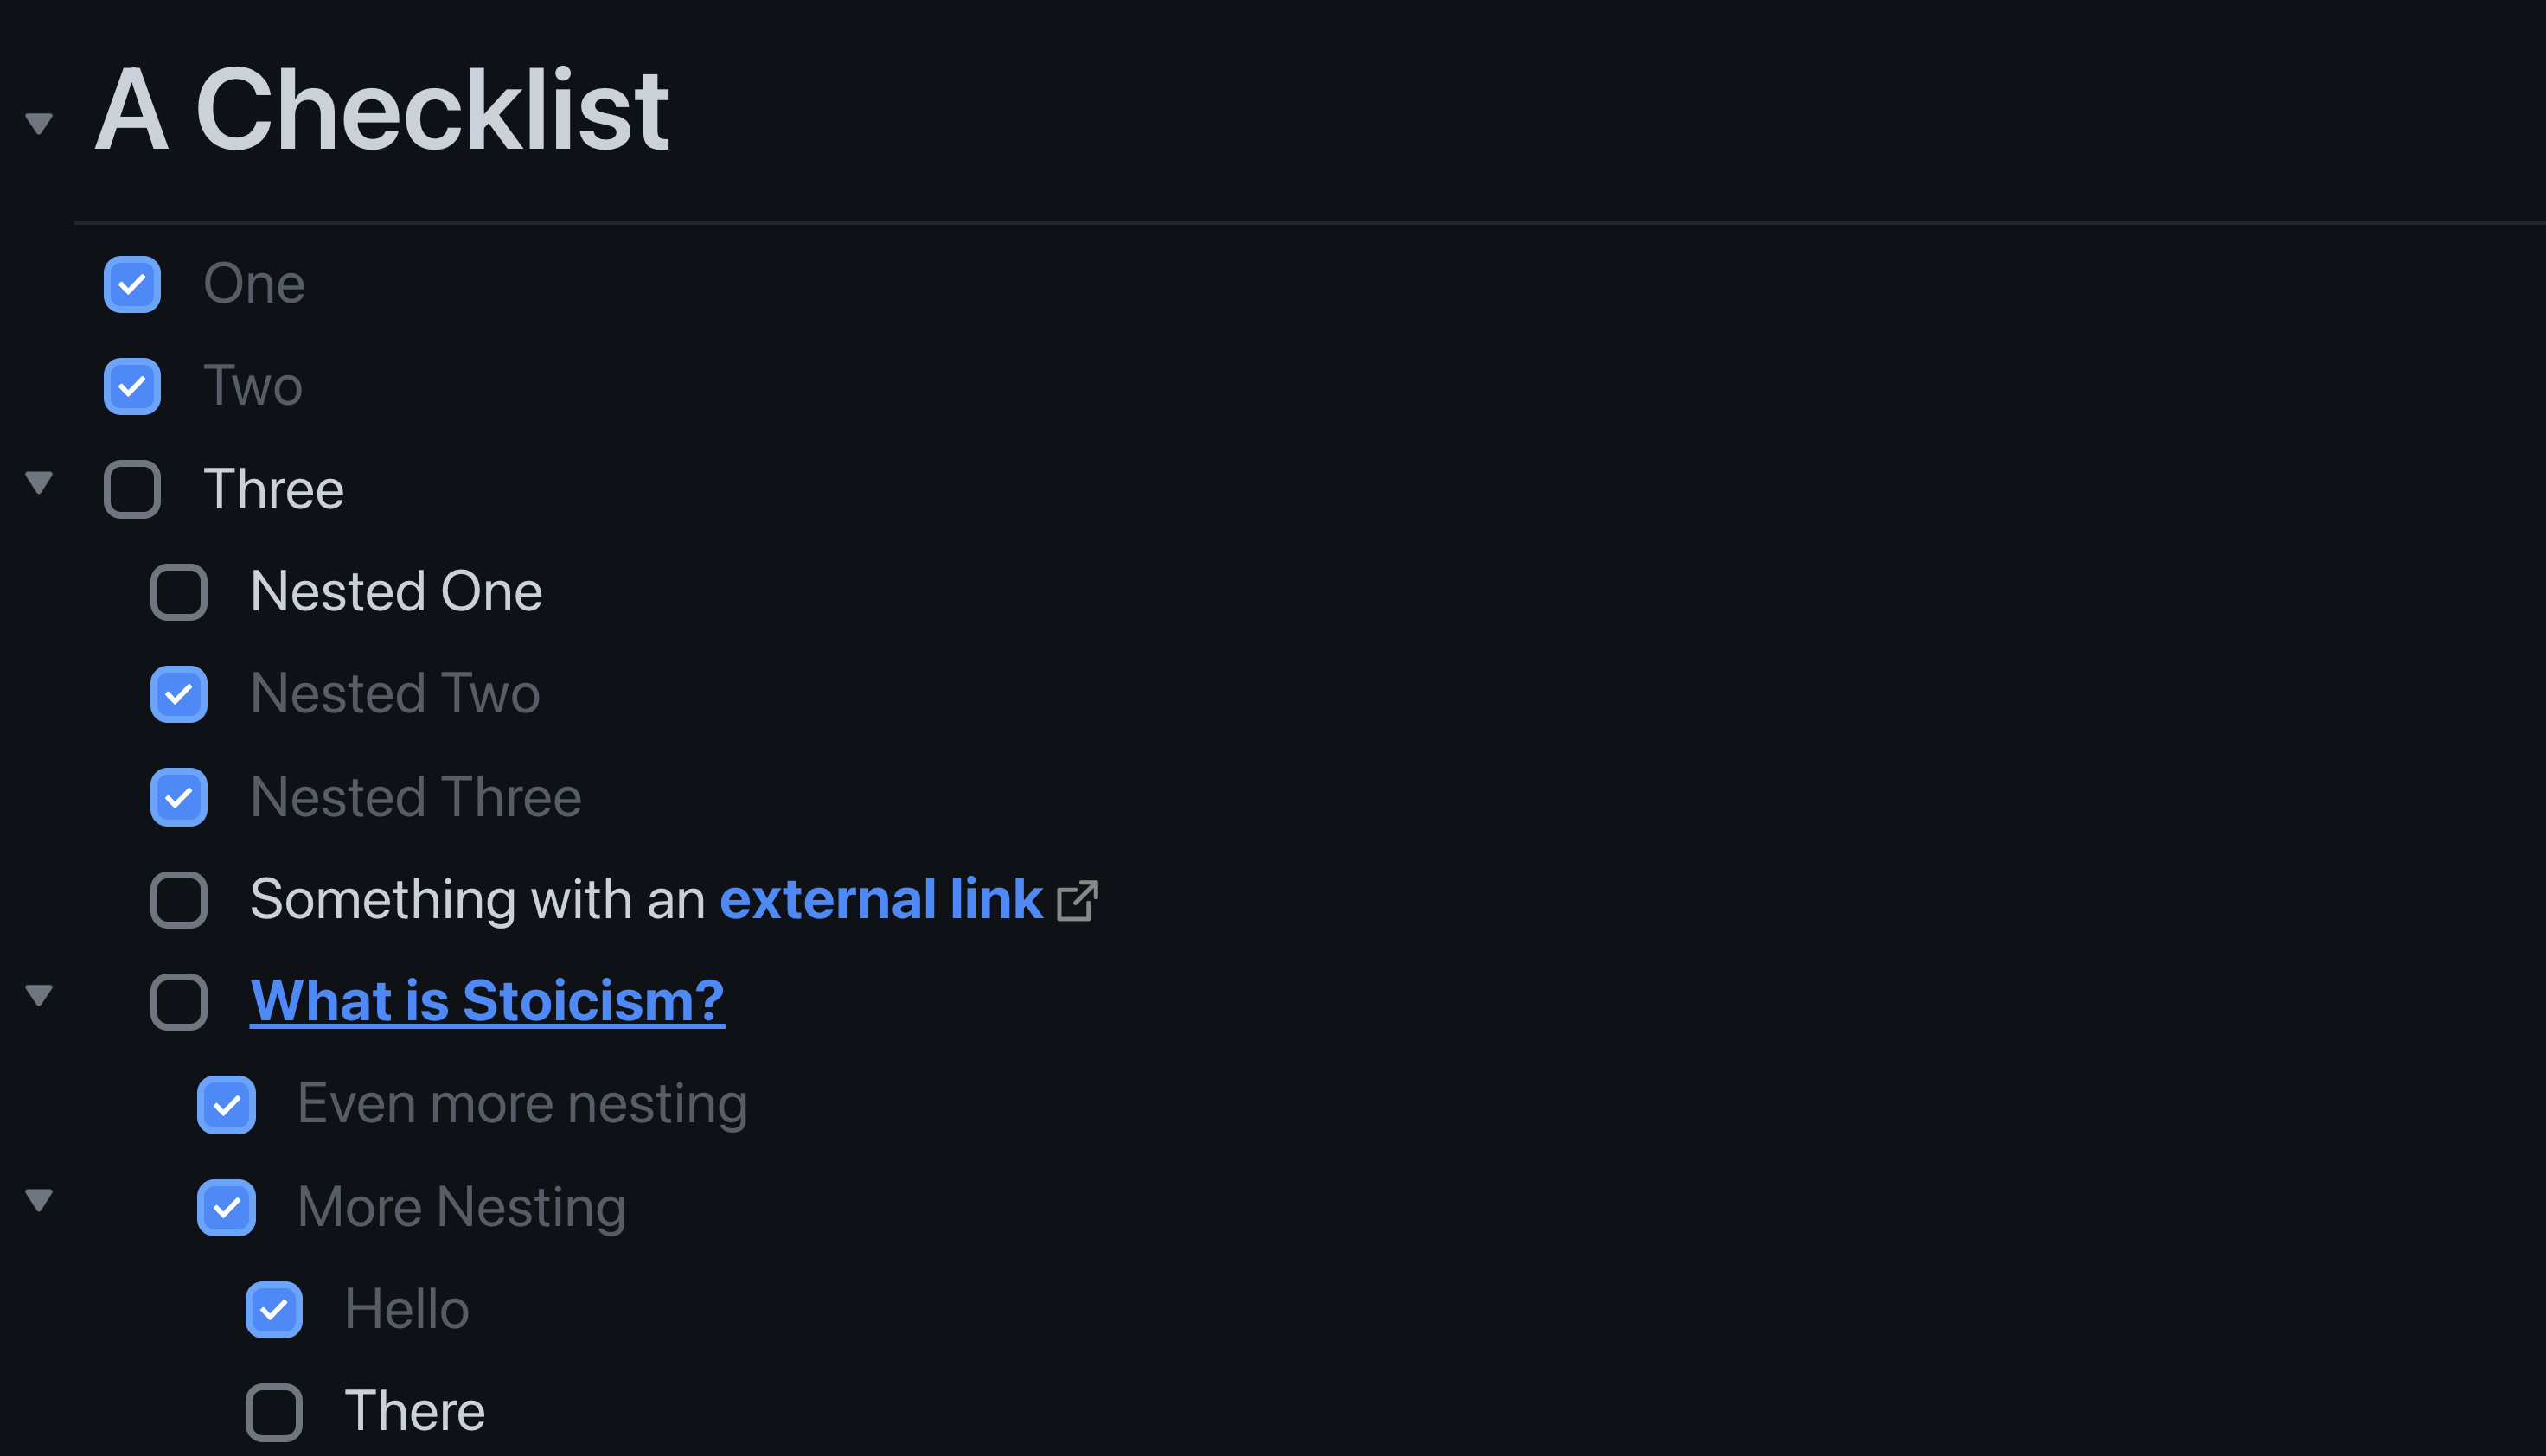 A Checklist
One
Two
Three
Nested One
Nested Two
Nested Three
Something with an external link
What is Stoicism?
Even more nesting
More Nesting
Hello
There